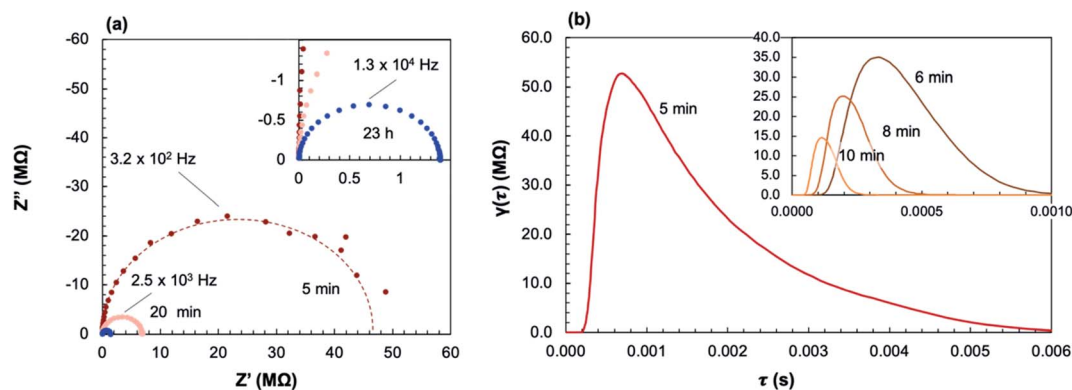 (a)
-60
-50
-40
-30
-20
-10
0
0 10 20 30 40 50 60
Z'' (MΩ)
Z' (MΩ)
3.2 x 10² Hz
2.5 x 10³ Hz
20 min
5 min
-1
-0.5
0
0 0.5 1
1.3 x 10⁴ Hz
23 h
(b)
60.0
50.0
40.0
30.0
20.0
10.0
0.0
0.000 0.001 0.002 0.003 0.004 0.005 0.006
γ(τ) (MΩ)
τ (s)
5 min
40.0
35.0
30.0
25.0
20.0
15.0
10.0
5.0
0.0
0.0000 0.0005 0.0010
6 min
8 min
10 min